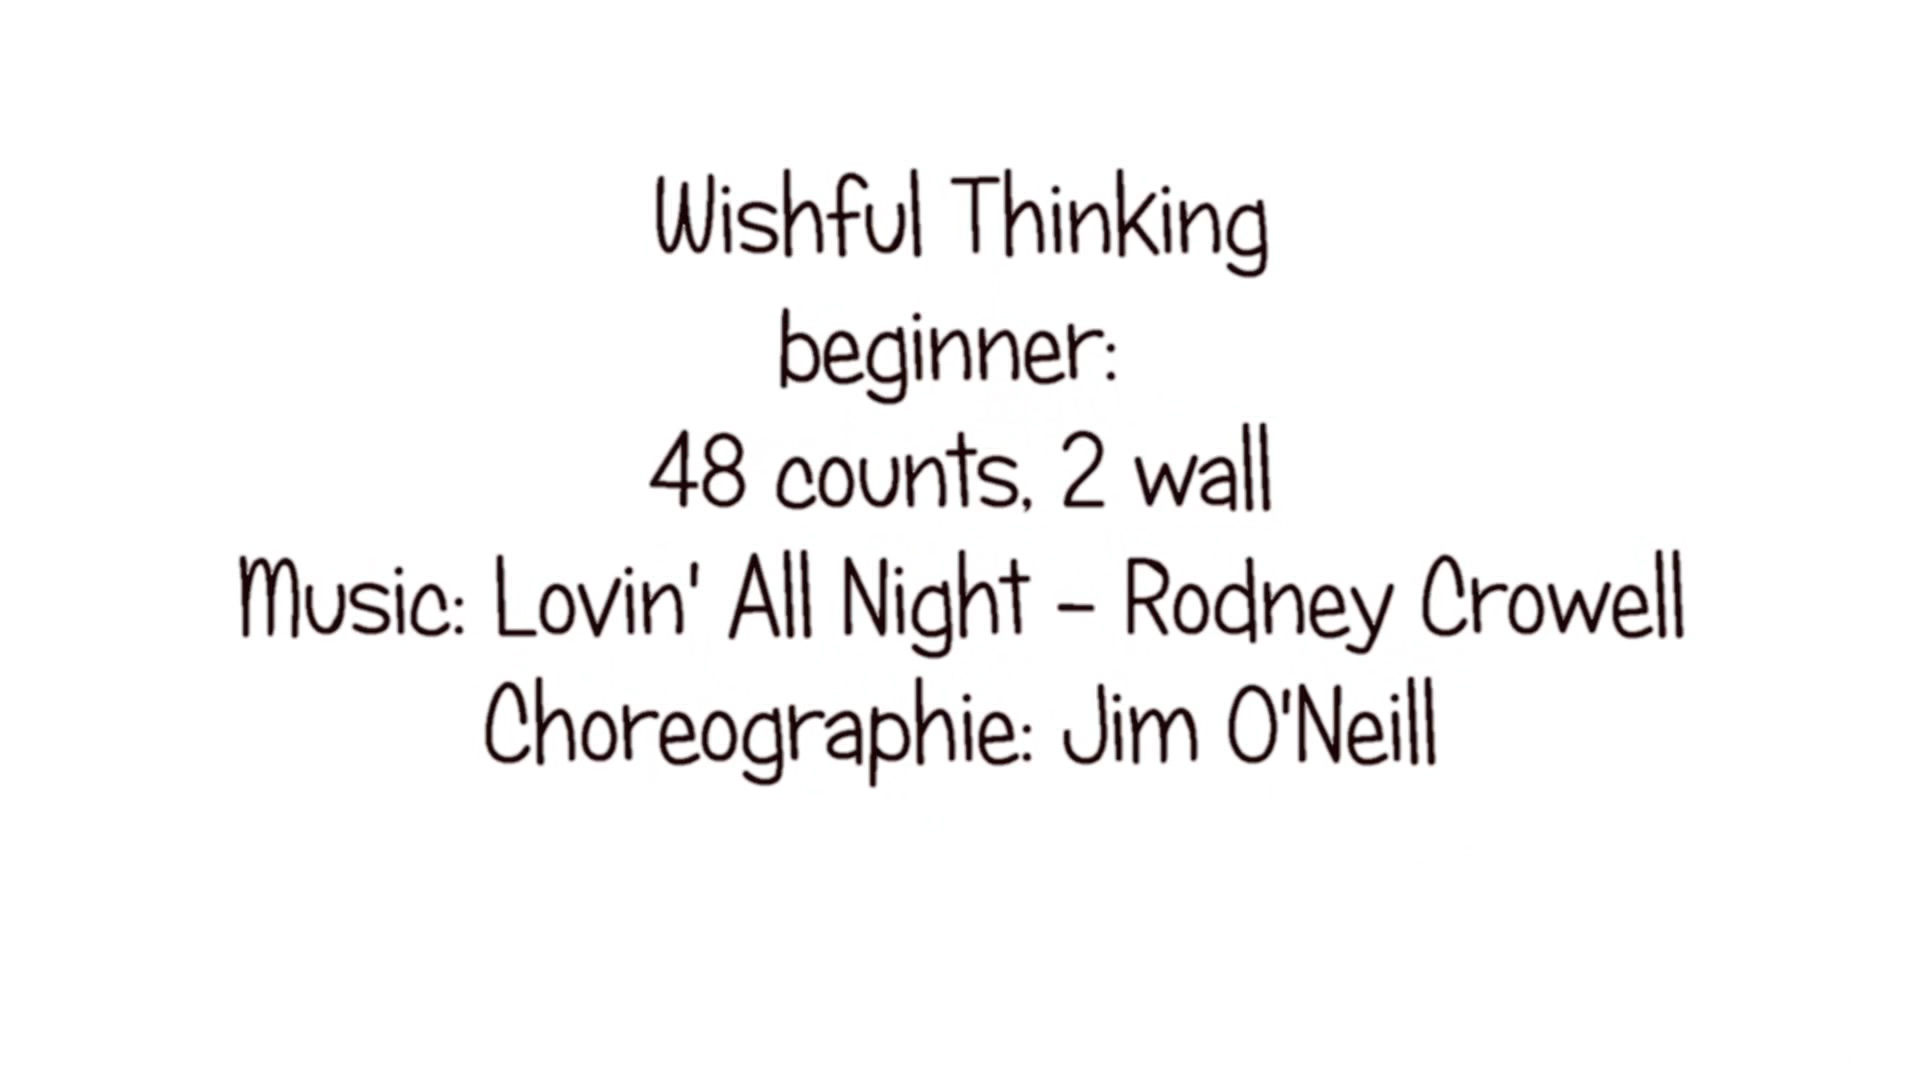 Wishful Thinking
beginner:
48 counts, 2 wall
Music: Lovin' All Night - Rodney Crowell
Choreographie: Jim O'Neill